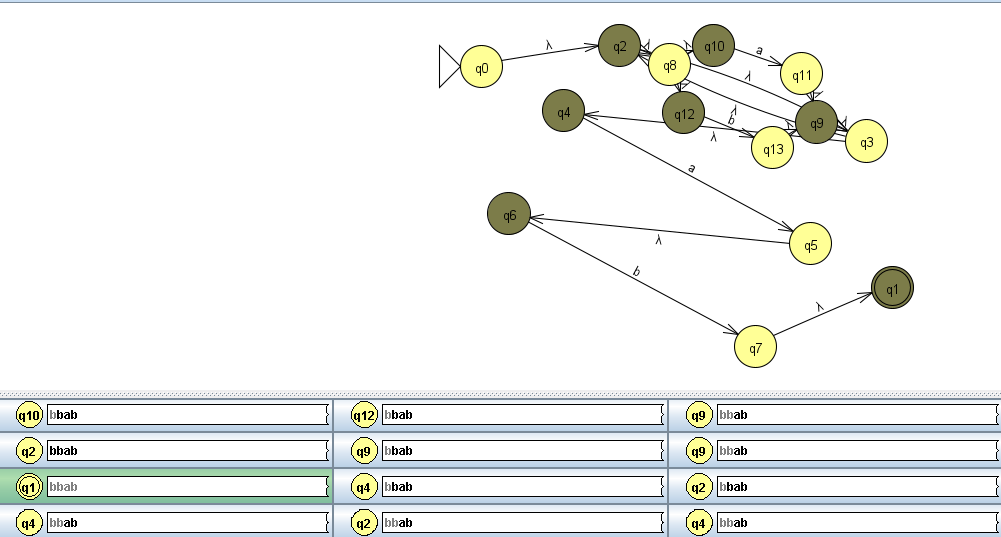 q0
λ
q2
λ
q8
λ
q10
a
q11
λ
q4
q12
λ
λ
b
λ
q13
λ
q9
λ
q3
a
q6
λ
q5
b
q1
λ
q7
q10 bbab q12 bbab q9 bbab
q2 bbab q9 bbab q9 bbab
q1 bbab q4 bbab q2 bbab
q4 bbab q2 bbab q4 bbab